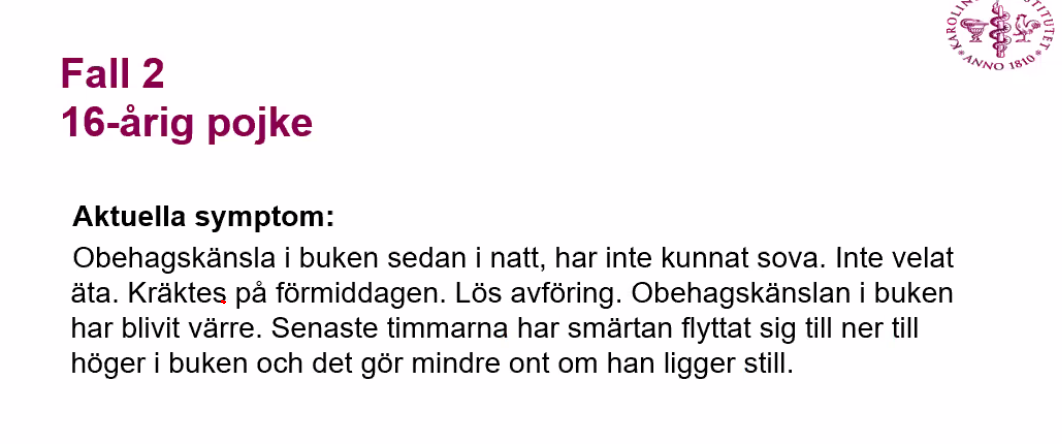 Fall 2
16-årig pojke
Aktuella symptom:
Obehagskänsla i buken sedan i natt, har inte kunnat sova. Inte velat
äta. Kräktes på förmiddagen. Lös avföring. Obehagskänslan i buken
har blivit värre. Senaste timmarna har smärtan flyttat sig till ner till
höger i buken och det gör mindre ont om han ligger still.
ANNO 1810